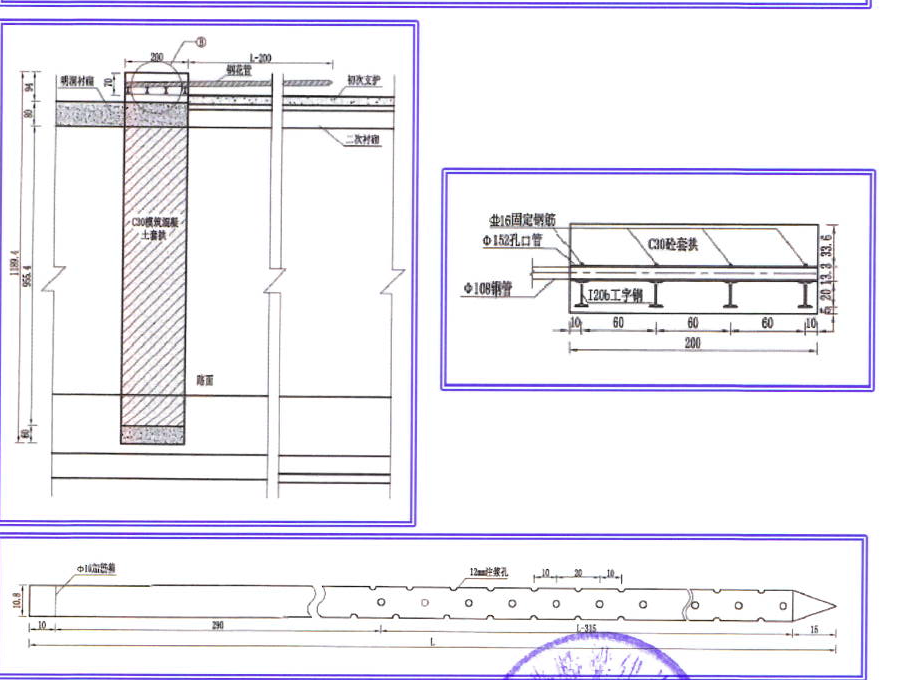 B
200
L-200
钢花管
明洞衬砌
初次支护
94
70
80
二次衬砌
C30模筑混凝
土套拱
1189.4
955.4
路面
60
Φ16固定钢筋
Φ152孔口管
C30砼套拱
Φ108钢管
I20b工字钢
33.6
13.3
20
5
10
60
60
60
10
200
Φ10加筋箍
12mm注浆孔
10
20
10
10.8
10
290
L-315
15
L